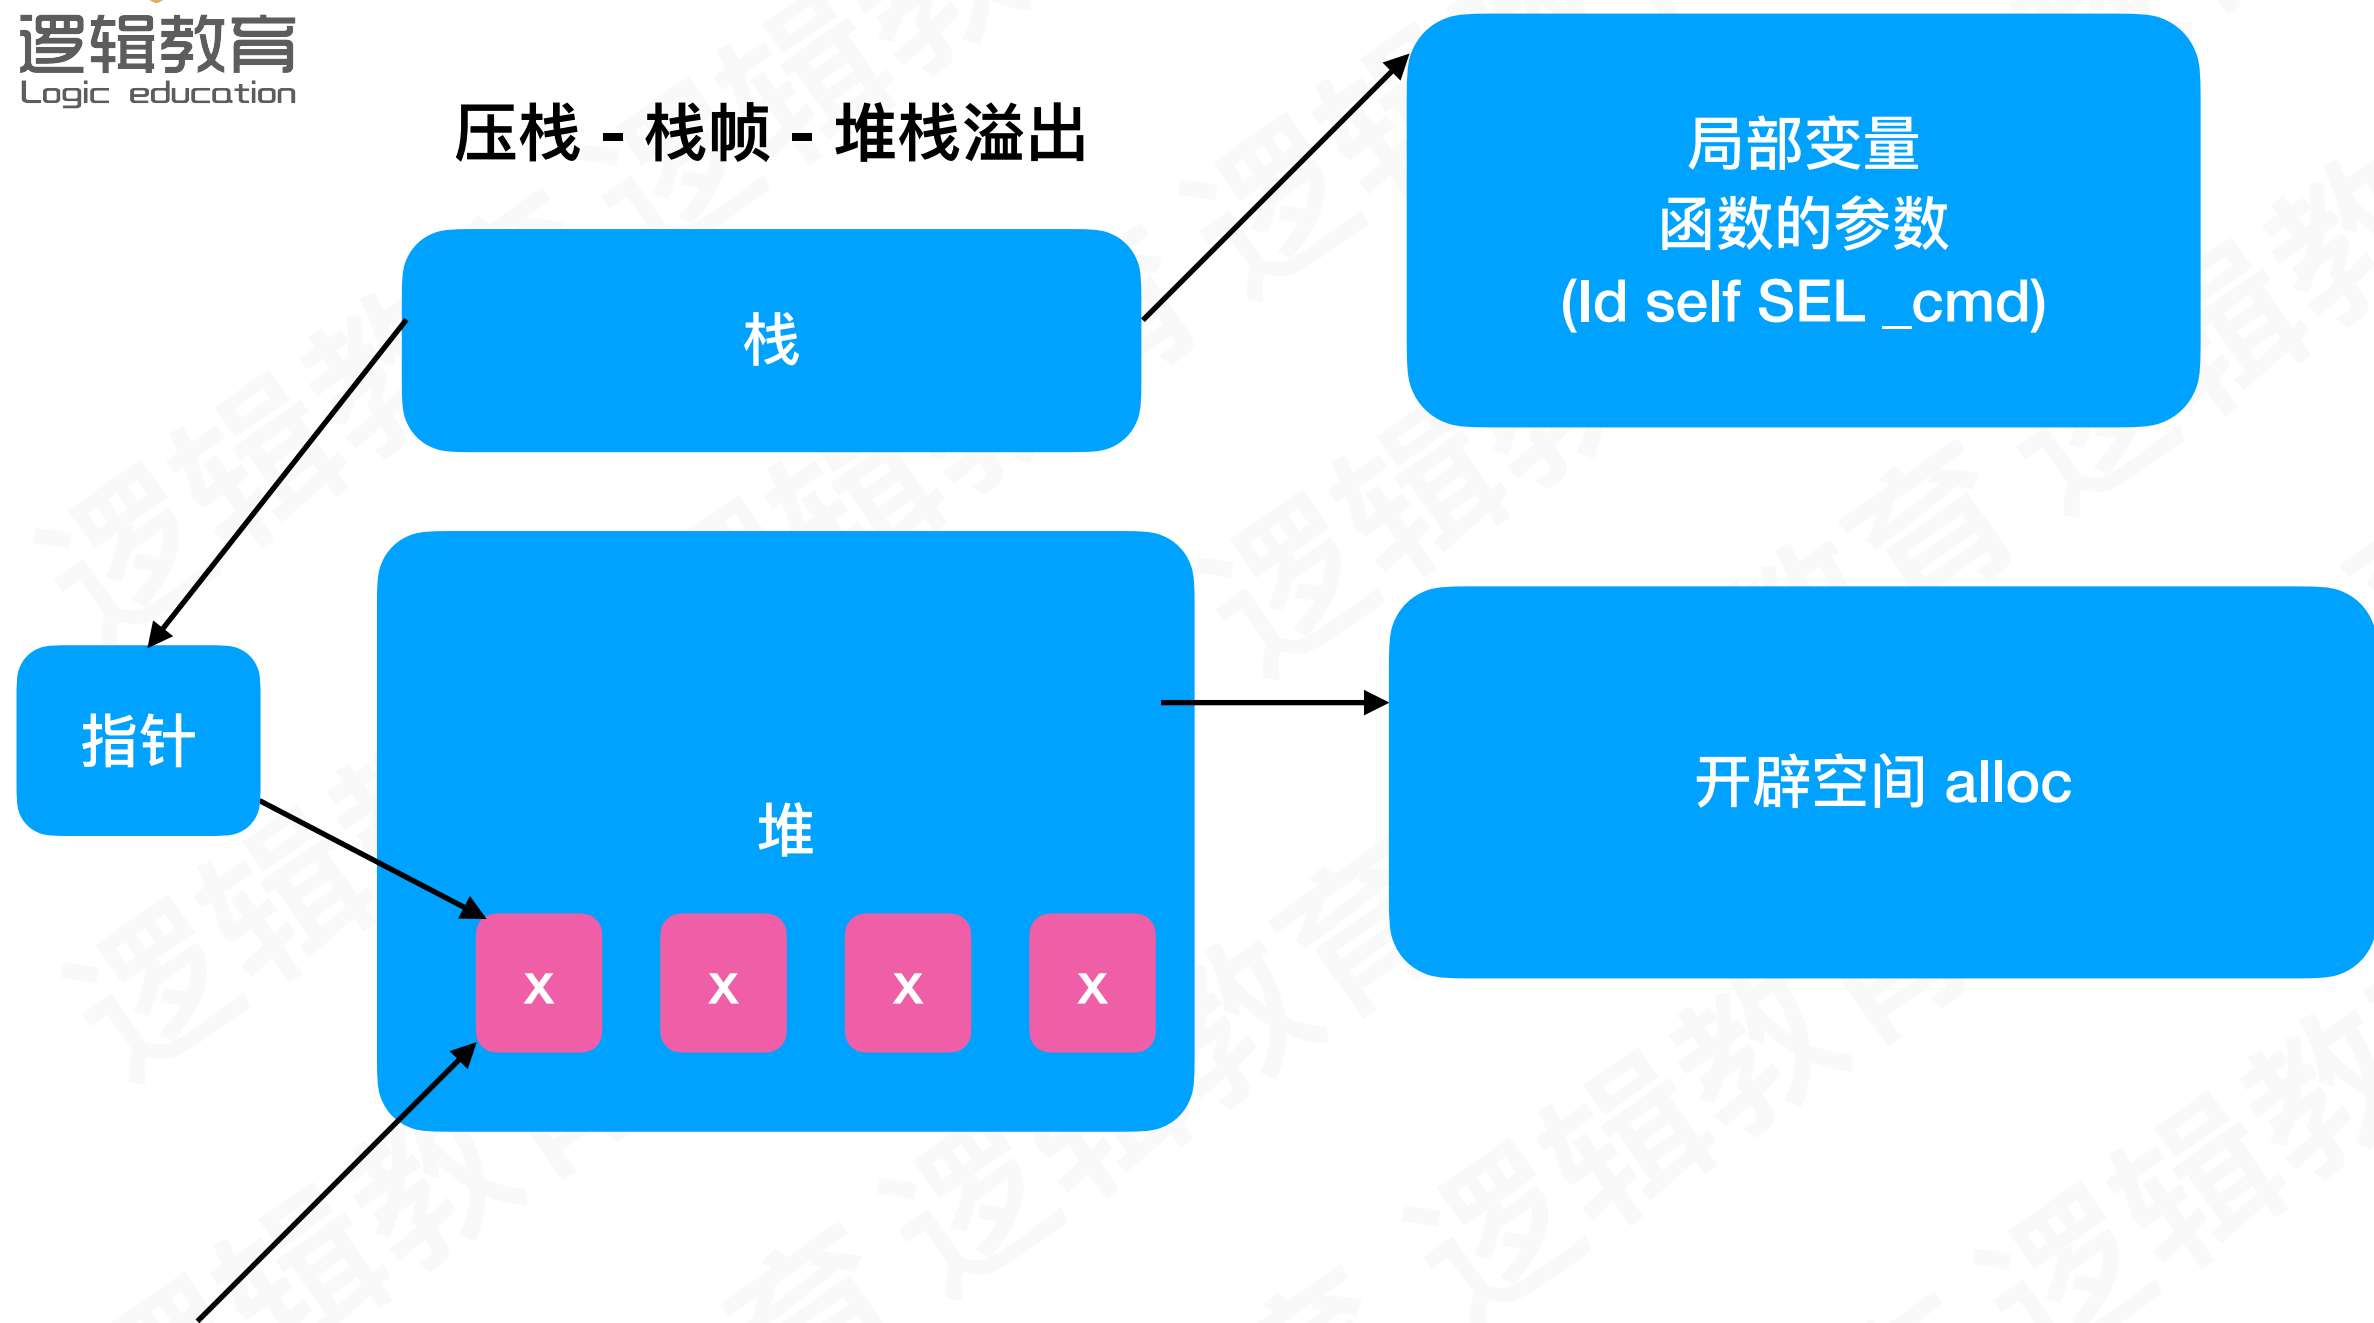 逻辑教育
Logic education
压栈 - 栈帧 - 堆栈溢出
局部变量
函数的参数
(Id self SEL _cmd)
栈
指针
堆
开辟空间 alloc
x x x x